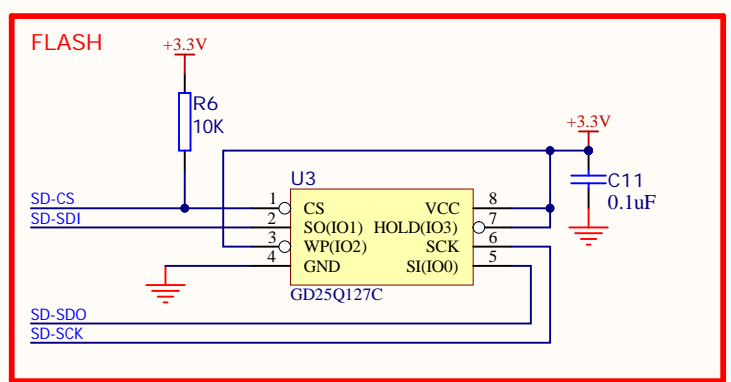 FLASH
+3.3V
R6
10K
+3.3V
U3
C11
0.1uF
SD-CS
1
CS
VCC
8
SD-SDI
2
SO(IO1)
HOLD(IO3)
7
3
WP(IO2)
SCK
6
4
GND
SI(IO0)
5
GD25Q127C
SD-SDO
SD-SCK